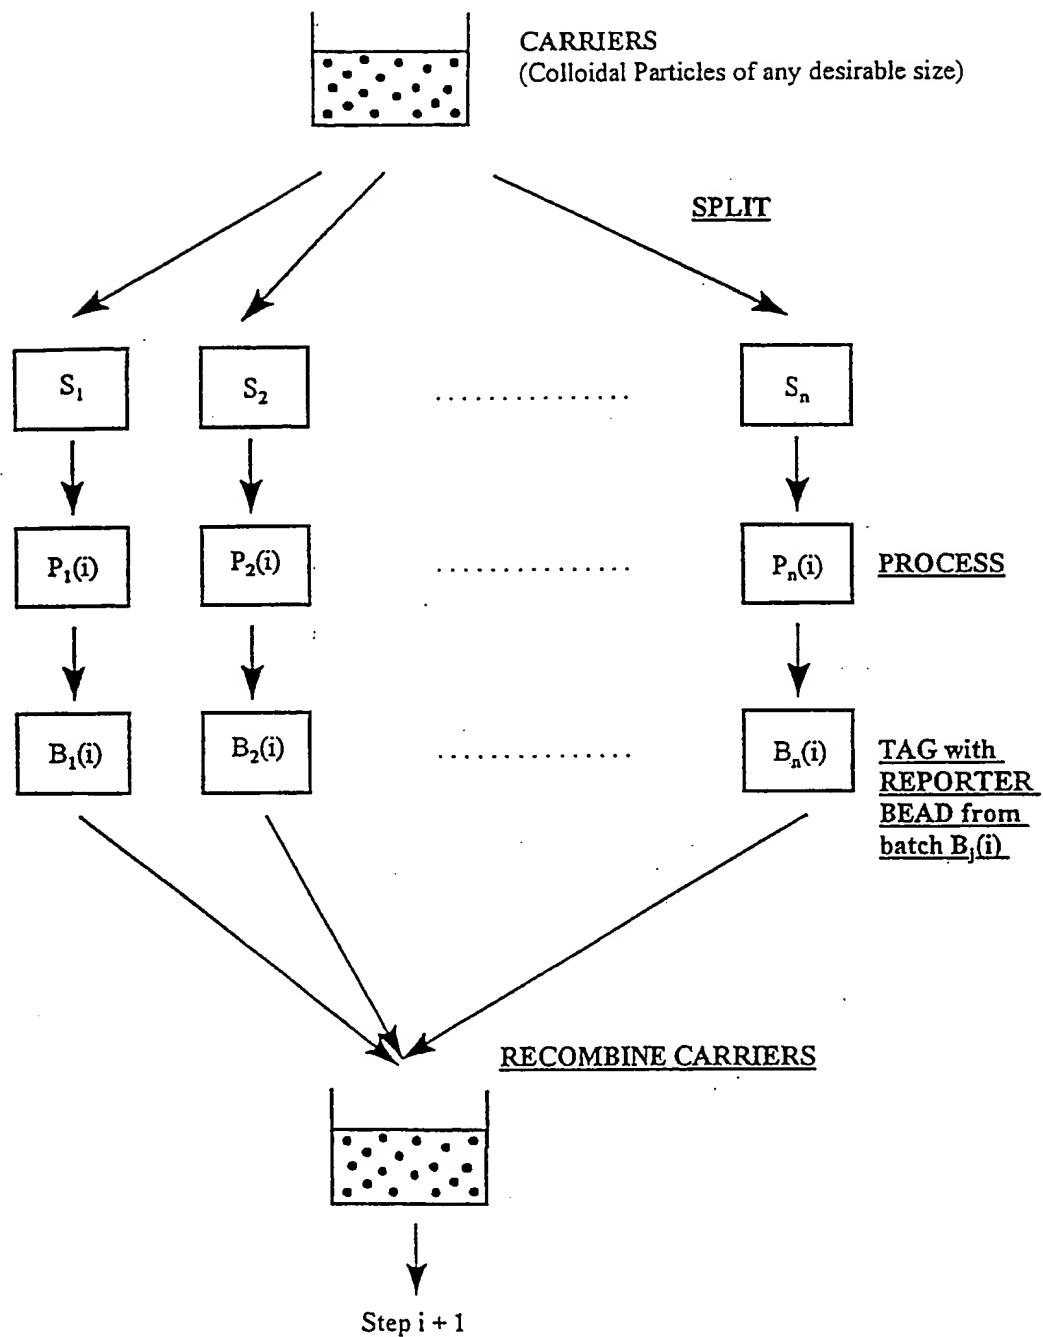 CARRIERS
(Colloidal Particles of any desirable size)
SPLIT
S₁ S₂ ............... Sₙ
P₁(i) P₂(i) ............... Pₙ(i) PROCESS
B₁(i) B₂(i) ............... Bₙ(i) TAG with
REPORTER
BEAD from
batch Bⱼ(i)
RECOMBINE CARRIERS
Step i + 1